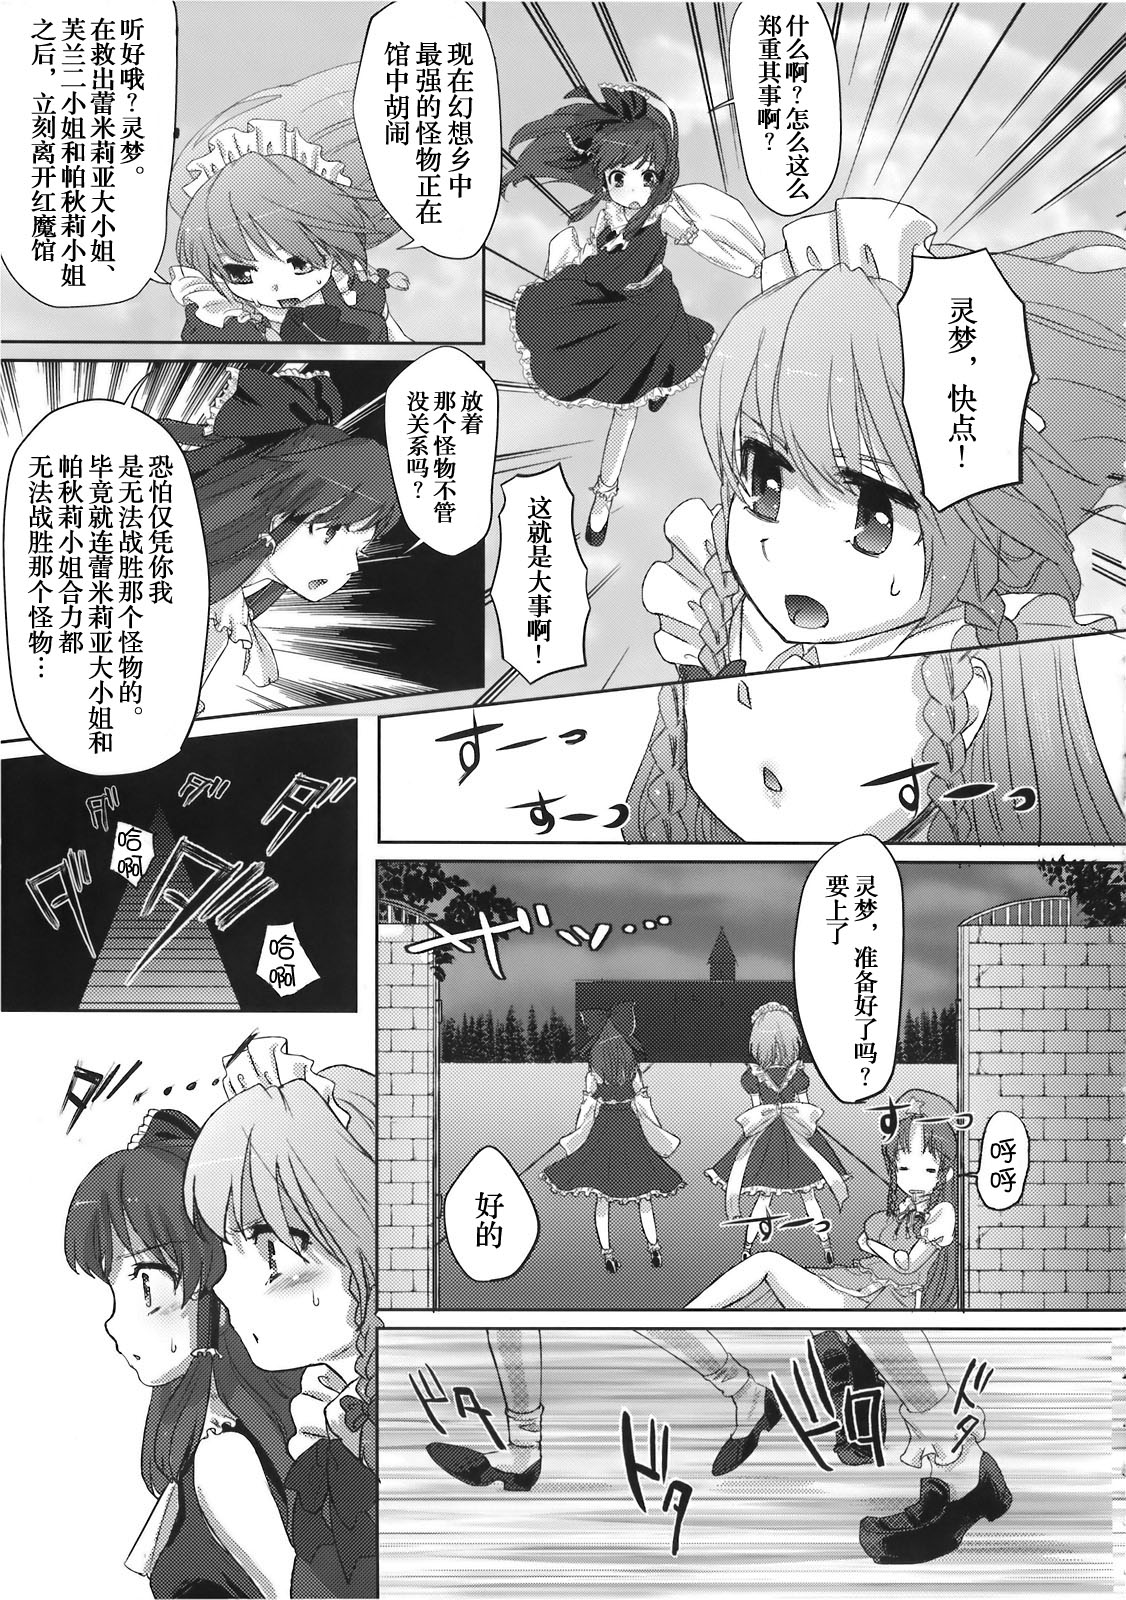 灵梦，快点！
什么啊？怎么这么
郑重其事啊？
现在幻想乡中
最强的怪物正在
馆中胡闹
听好哦？灵梦。
在救出蕾米莉亚大小姐、
芙兰二小姐和帕秋莉小姐
之后，立刻离开红魔馆
这就是大事啊！
放着
那个怪物不管
没关系吗？
恐怕仅凭你我
是无法战胜那个怪物的。
毕竟就连蕾米莉亚大小姐和
帕秋莉小姐合力都
无法战胜那个怪物…
すーっ
すーっ
すーっ
灵梦，准备好了吗？
要上了
ザッ…
すーっ
呼
呼
すーっ
好的
ダ
ダ
ダ
ダ
ダ
哈
啊
哈
啊
ドタ
ドタ
ドタ
ドタ
ダッ